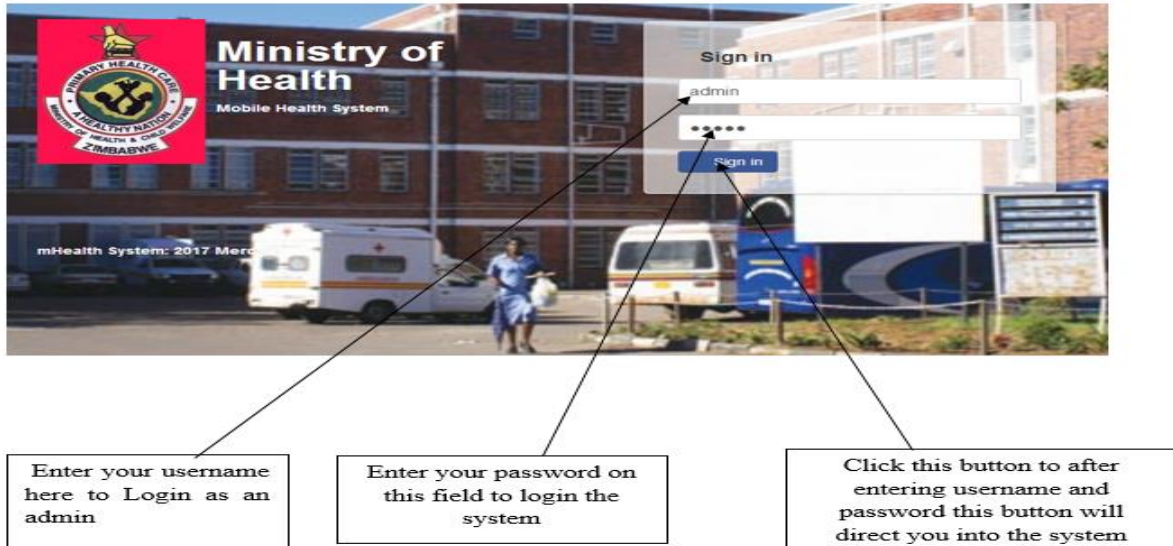 PRIMARY HEALTH CARE
A HEALTHY NATION
MINISTRY OF HEALTH & CHILD WELFARE
ZIMBABWE
Ministry of
Health
Mobile Health System
Sign in
admin
•••••
Sign in
mHealth System: 2017
Enter your username
here to Login as an
admin
Enter your password on
this field to login the
system
Click this button to after
entering username and
password this button will
direct you into the system